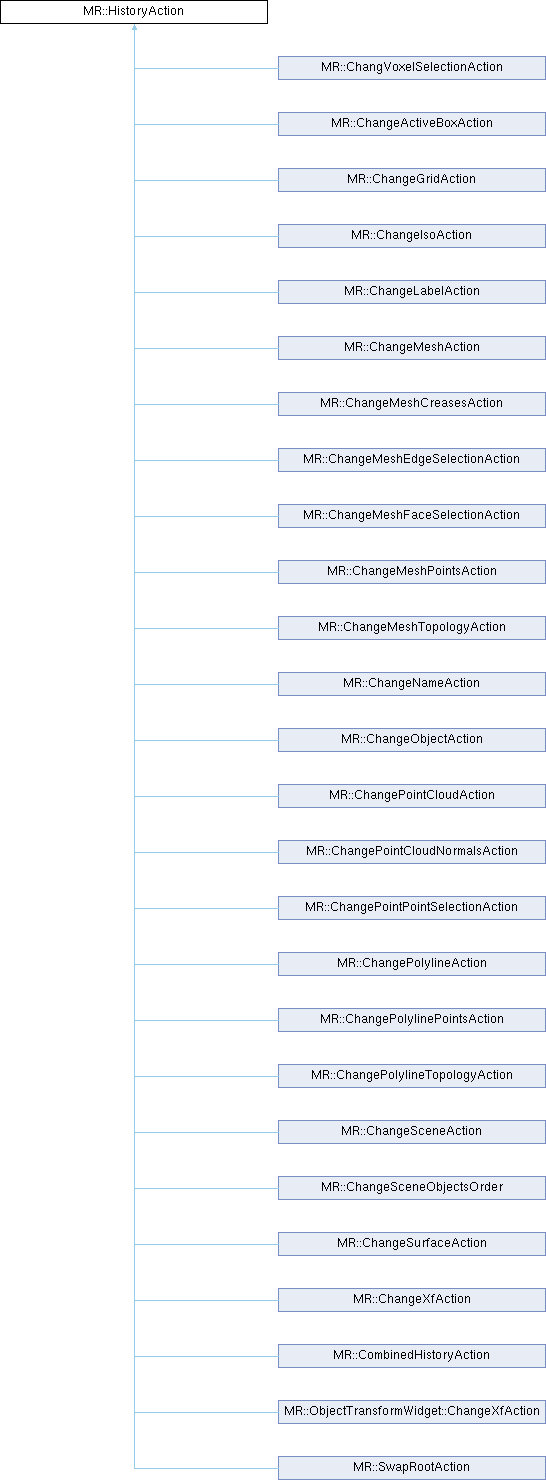 MR::HistoryAction
MR::ChangVoxelSelectionAction
MR::ChangeActiveBoxAction
MR::ChangeGridAction
MR::ChangeIsoAction
MR::ChangeLabelAction
MR::ChangeMeshAction
MR::ChangeMeshCreasesAction
MR::ChangeMeshEdgeSelectionAction
MR::ChangeMeshFaceSelectionAction
MR::ChangeMeshPointsAction
MR::ChangeMeshTopologyAction
MR::ChangeNameAction
MR::ChangeObjectAction
MR::ChangePointCloudAction
MR::ChangePointCloudNormalsAction
MR::ChangePointPointSelectionAction
MR::ChangePolylineAction
MR::ChangePolylinePointsAction
MR::ChangePolylineTopologyAction
MR::ChangeSceneAction
MR::ChangeSceneObjectsOrder
MR::ChangeSurfaceAction
MR::ChangeXfAction
MR::CombinedHistoryAction
MR::ObjectTransformWidget::ChangeXfAction
MR::SwapRootAction